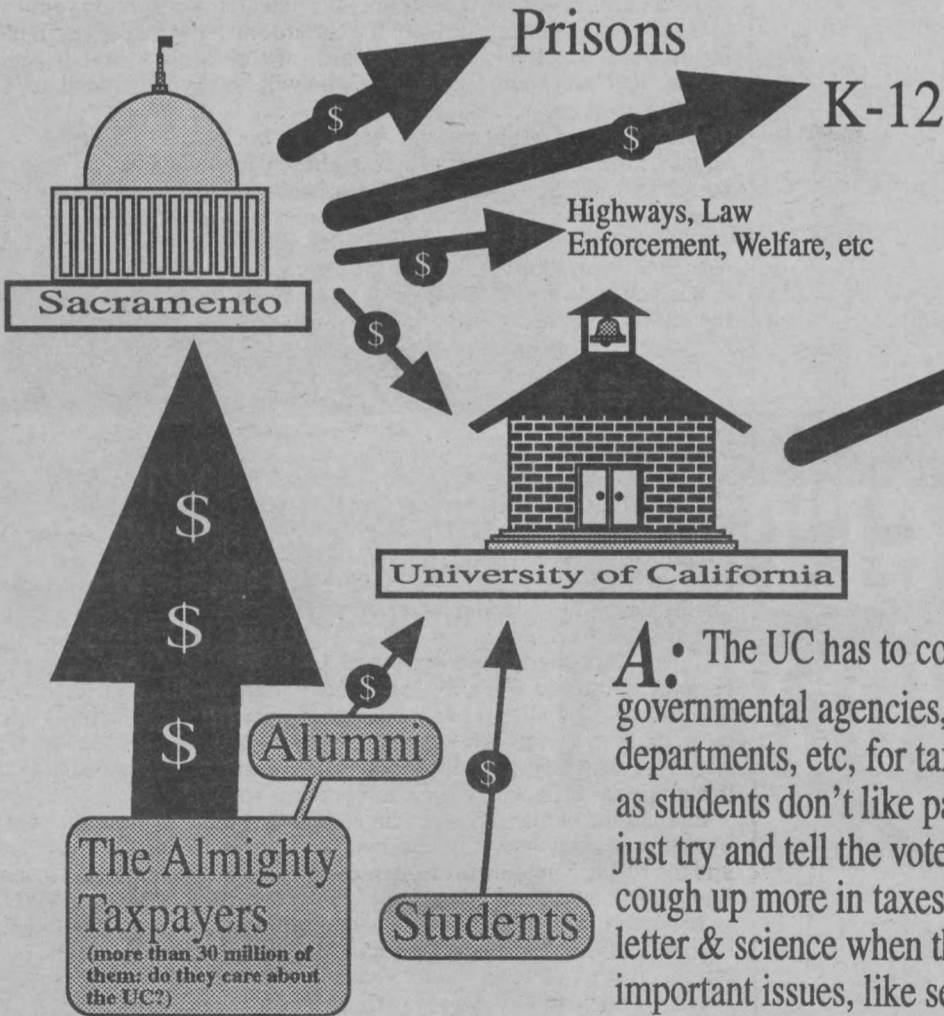 Prisons
$
$
K-12
Highways, Law
Enforcement, Welfare, etc
$
Sacramento
$
University of California
$
$
$
$
Alumni
$
The Almighty
Taxpayers
(more than 30 million of
them: do they care about
the UC?)
Students
A: The UC has to co
governmental agencies,
departments, etc, for tax
as students don't like pa
just try and tell the vote
cough up more in taxes
letter & science when th
important issues, like se